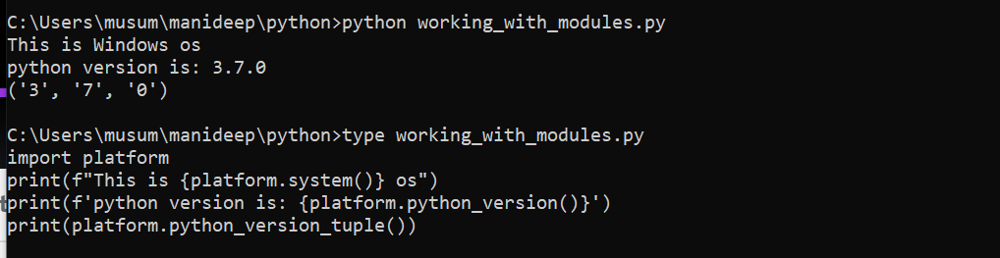 C:\Users\musum\manideep\python>python working_with_modules.py
This is Windows os
python version is: 3.7.0
('3', '7', '0')
C:\Users\musum\manideep\python>type working_with_modules.py
import platform
print(f"This is {platform.system()} os")
print(f'python version is: {platform.python_version()}')
print(platform.python_version_tuple())